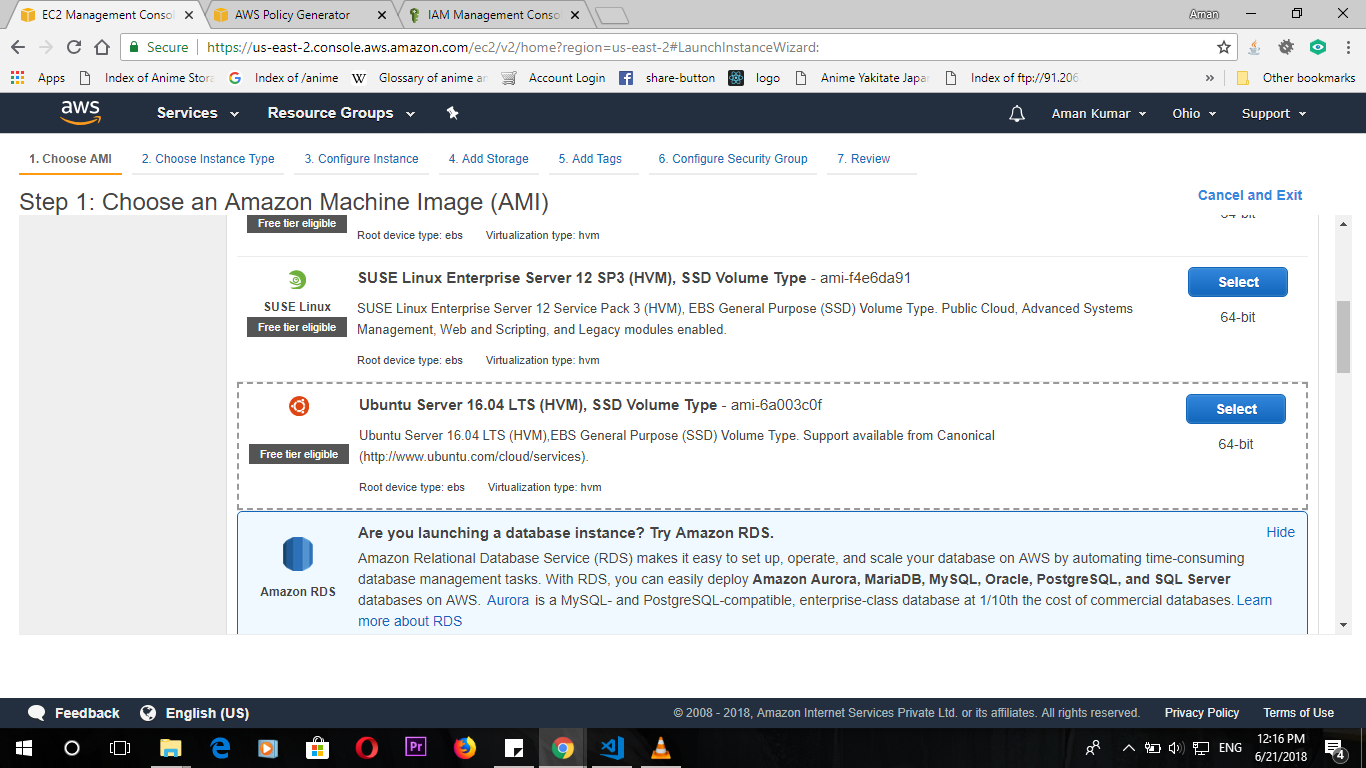 EC2 Management Consol
AWS Policy Generator
IAM Management Conso
Aman
Secure
https://us-east-2.console.aws.amazon.com/ec2/v2/home?region=us-east-2#LaunchInstanceWizard:
Apps
Index of Anime Stora
Index of /anime
Glossary of anime an
Account Login
share-button
logo
Anime Yakitate Japan
Index of ftp://91.206
»
Other bookmarks
aws
Services
Resource Groups
Aman Kumar
Ohio
Support
1. Choose AMI
2. Choose Instance Type
3. Configure Instance
4. Add Storage
5. Add Tags
6. Configure Security Group
7. Review
Step 1: Choose an Amazon Machine Image (AMI)
Cancel and Exit
Free tier eligible
64-bit
Root device type: ebs
Virtualization type: hvm
SUSE Linux
Free tier eligible
SUSE Linux Enterprise Server 12 SP3 (HVM), SSD Volume Type - ami-f4e6da91
SUSE Linux Enterprise Server 12 Service Pack 3 (HVM), EBS General Purpose (SSD) Volume Type. Public Cloud, Advanced Systems
Management, Web and Scripting, and Legacy modules enabled.
Root device type: ebs
Virtualization type: hvm
Select
64-bit
Free tier eligible
Ubuntu Server 16.04 LTS (HVM), SSD Volume Type - ami-6a003c0f
Ubuntu Server 16.04 LTS (HVM),EBS General Purpose (SSD) Volume Type. Support available from Canonical
(http://www.ubuntu.com/cloud/services).
Root device type: ebs
Virtualization type: hvm
Select
64-bit
Amazon RDS
Are you launching a database instance? Try Amazon RDS.
Hide
Amazon Relational Database Service (RDS) makes it easy to set up, operate, and scale your database on AWS by automating time-consuming
database management tasks. With RDS, you can easily deploy Amazon Aurora, MariaDB, MySQL, Oracle, PostgreSQL, and SQL Server
databases on AWS. Aurora is a MySQL- and PostgreSQL-compatible, enterprise-class database at 1/10th the cost of commercial databases. Learn
more about RDS
Feedback
English (US)
© 2008 - 2018, Amazon Internet Services Private Ltd. or its affiliates. All rights reserved.
Privacy Policy
Terms of Use
Pr
ENG
12:16 PM
6/21/2018
4